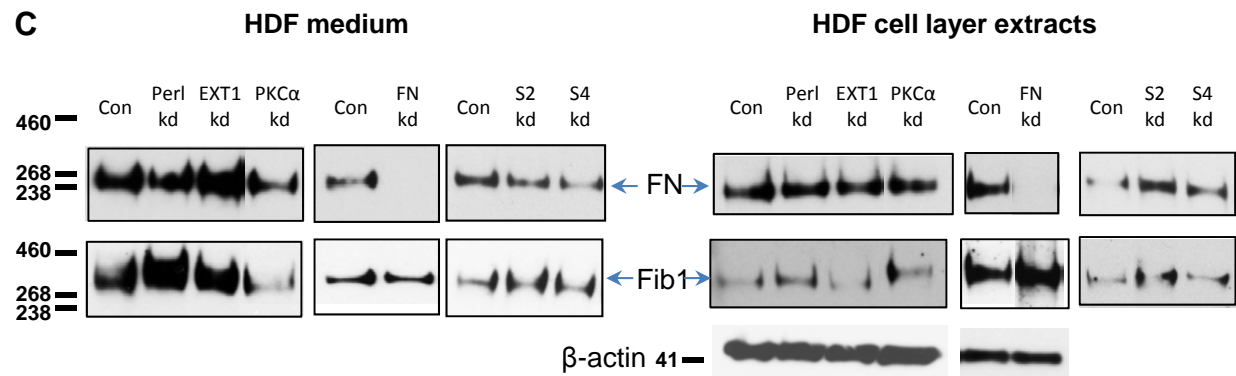 C HDF medium HDF cell layer extracts
Con Perl kd EXT1 kd PKCα kd Con FN kd Con S2 kd S4 kd Con Perl kd EXT1 kd PKCα kd Con FN kd Con S2 kd S4 kd
460
268
238
FN
460
268
238
Fib1
β-actin 41